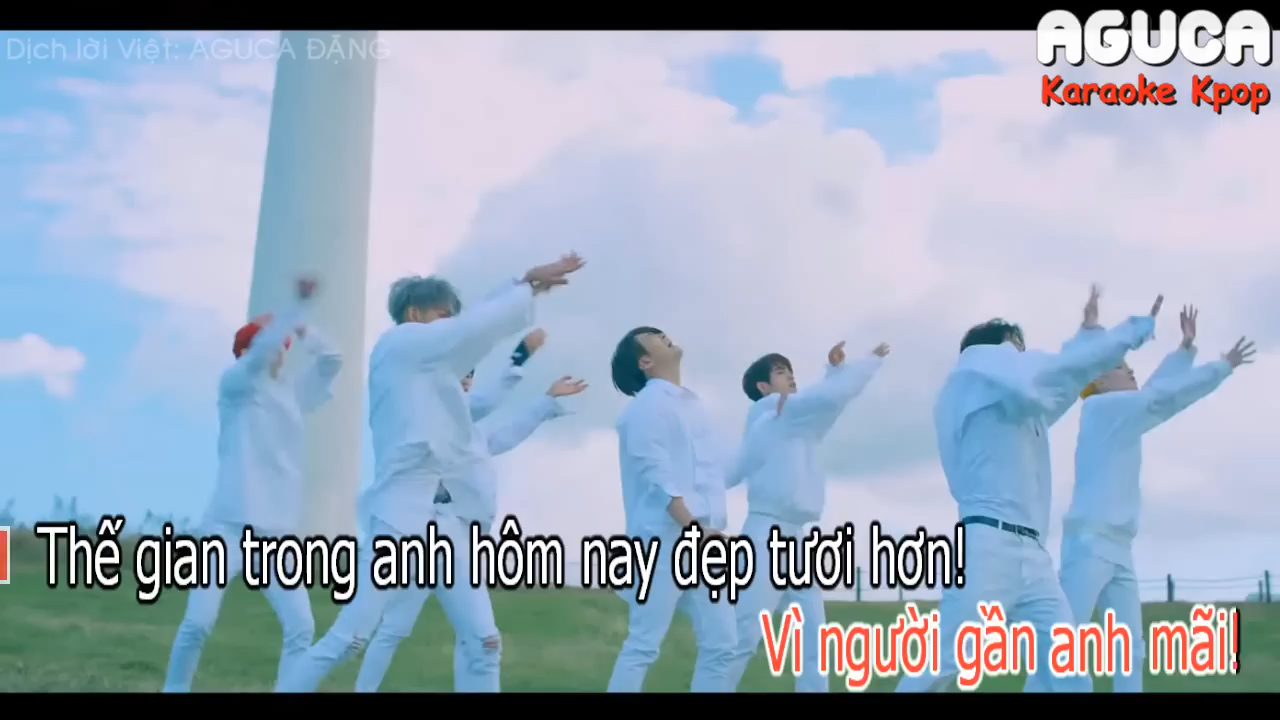 Dịch lời Việt: AGUCA ĐẶNG
AGUCA
Karaoke Kpop
Thế gian trong anh hôm nay đẹp tươi hơn!
Vì người gần anh mãi!